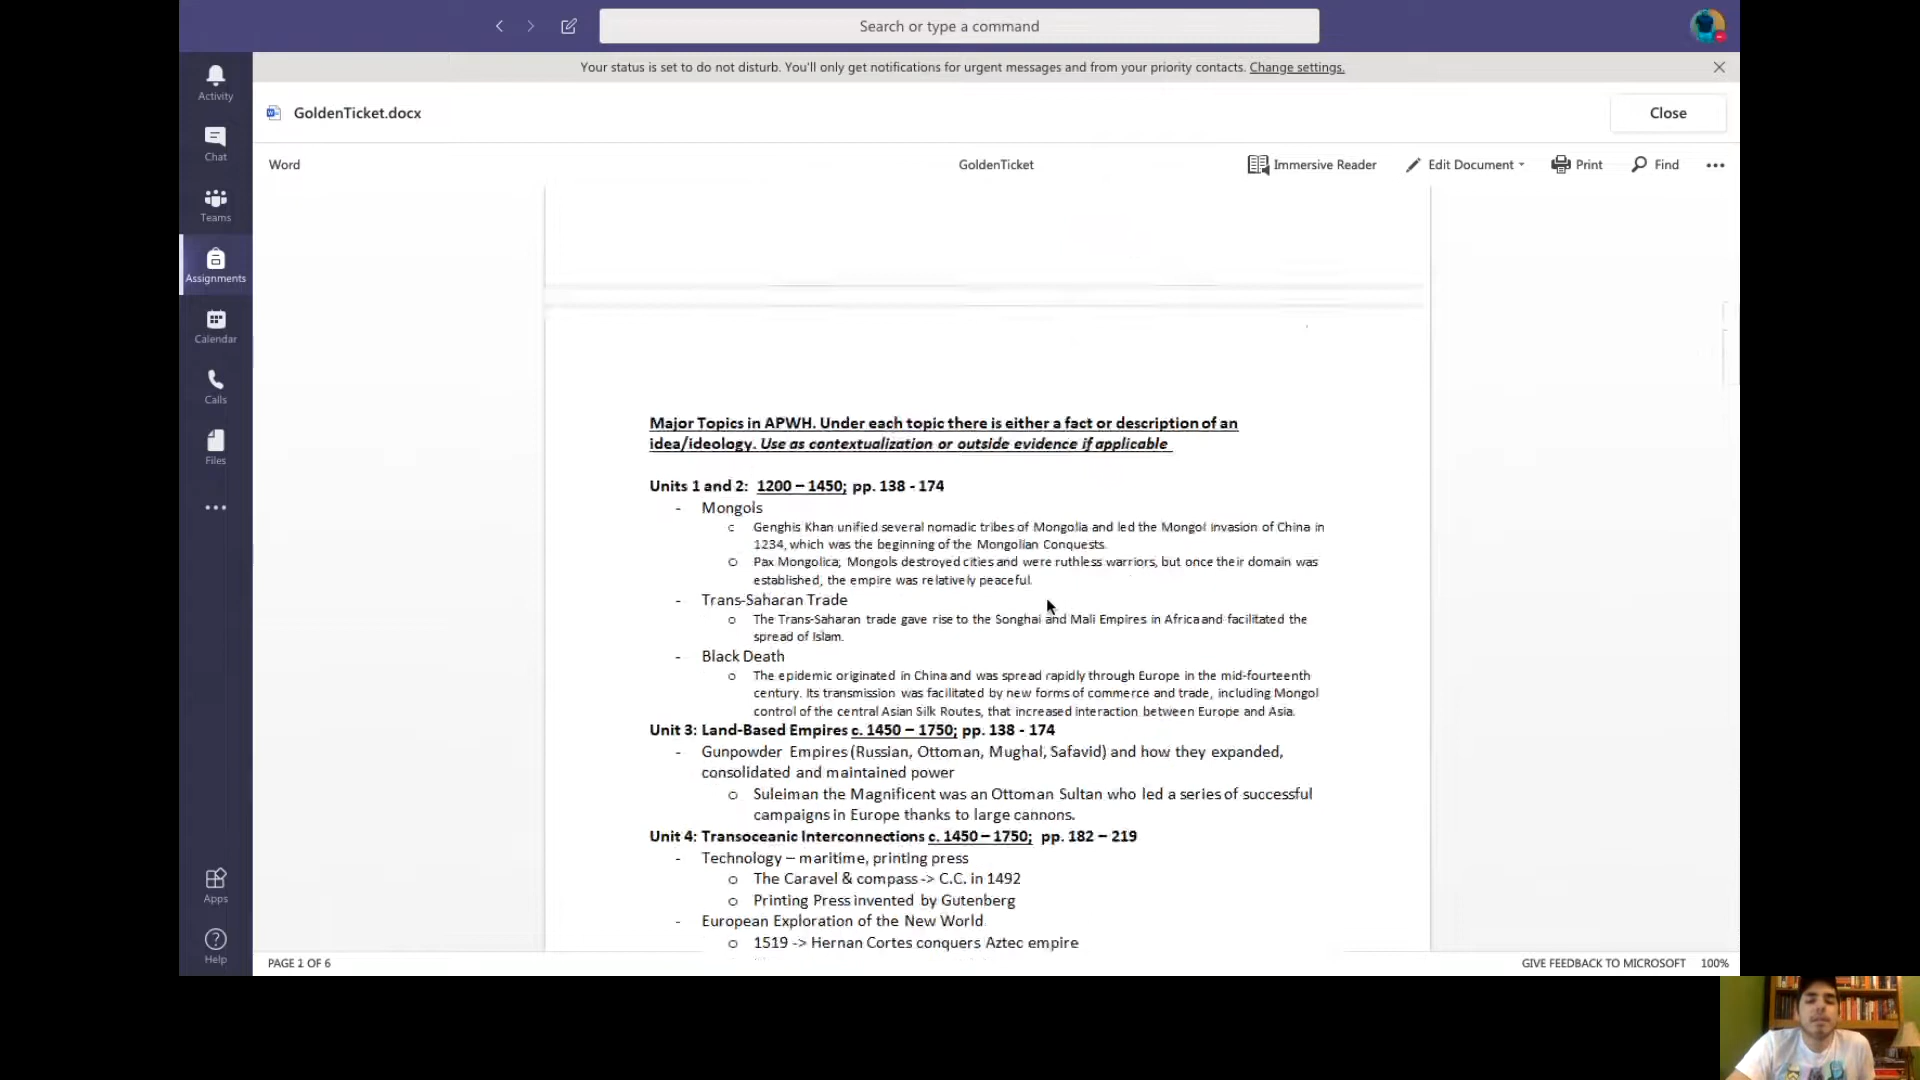 Search or type a command
Your status is set to do not disturb. You'll only get notifications for urgent messages and from your priority contacts. Change settings.
Activity
Chat
Teams
Assignments
Calendar
Calls
Files
Apps
Help
GoldenTicket.docx
Close
Word
GoldenTicket
Immersive Reader
Edit Document
Print
Find
Major Topics in APWH. Under each topic there is either a fact or description of an
idea/ideology. Use as contextualization or outside evidence if applicable
Units 1 and 2: 1200 – 1450; pp. 138 - 174
- Mongols
o Genghis Khan unified several nomadic tribes of Mongolia and led the Mongol invasion of China in
1234, which was the beginning of the Mongolian Conquests.
o Pax Mongolica; Mongols destroyed cities and were ruthless warriors, but once their domain was
established, the empire was relatively peaceful.
- Trans-Saharan Trade
o The Trans-Saharan trade gave rise to the Songhai and Mali Empires in Africa and facilitated the
spread of Islam.
- Black Death
o The epidemic originated in China and was spread rapidly through Europe in the mid-fourteenth
century. Its transmission was facilitated by new forms of commerce and trade, including Mongol
control of the central Asian Silk Routes, that increased interaction between Europe and Asia.
Unit 3: Land-Based Empires c. 1450 – 1750; pp. 138 - 174
- Gunpowder Empires (Russian, Ottoman, Mughal, Safavid) and how they expanded,
consolidated and maintained power
o Suleiman the Magnificent was an Ottoman Sultan who led a series of successful
campaigns in Europe thanks to large cannons.
Unit 4: Transoceanic Interconnections c. 1450 – 1750; pp. 182 – 219
- Technology – maritime, printing press
o The Caravel & compass -> C.C. in 1492
o Printing Press invented by Gutenberg
- European Exploration of the New World
o 1519 -> Hernan Cortes conquers Aztec empire
PAGE 1 OF 6
GIVE FEEDBACK TO MICROSOFT 100%